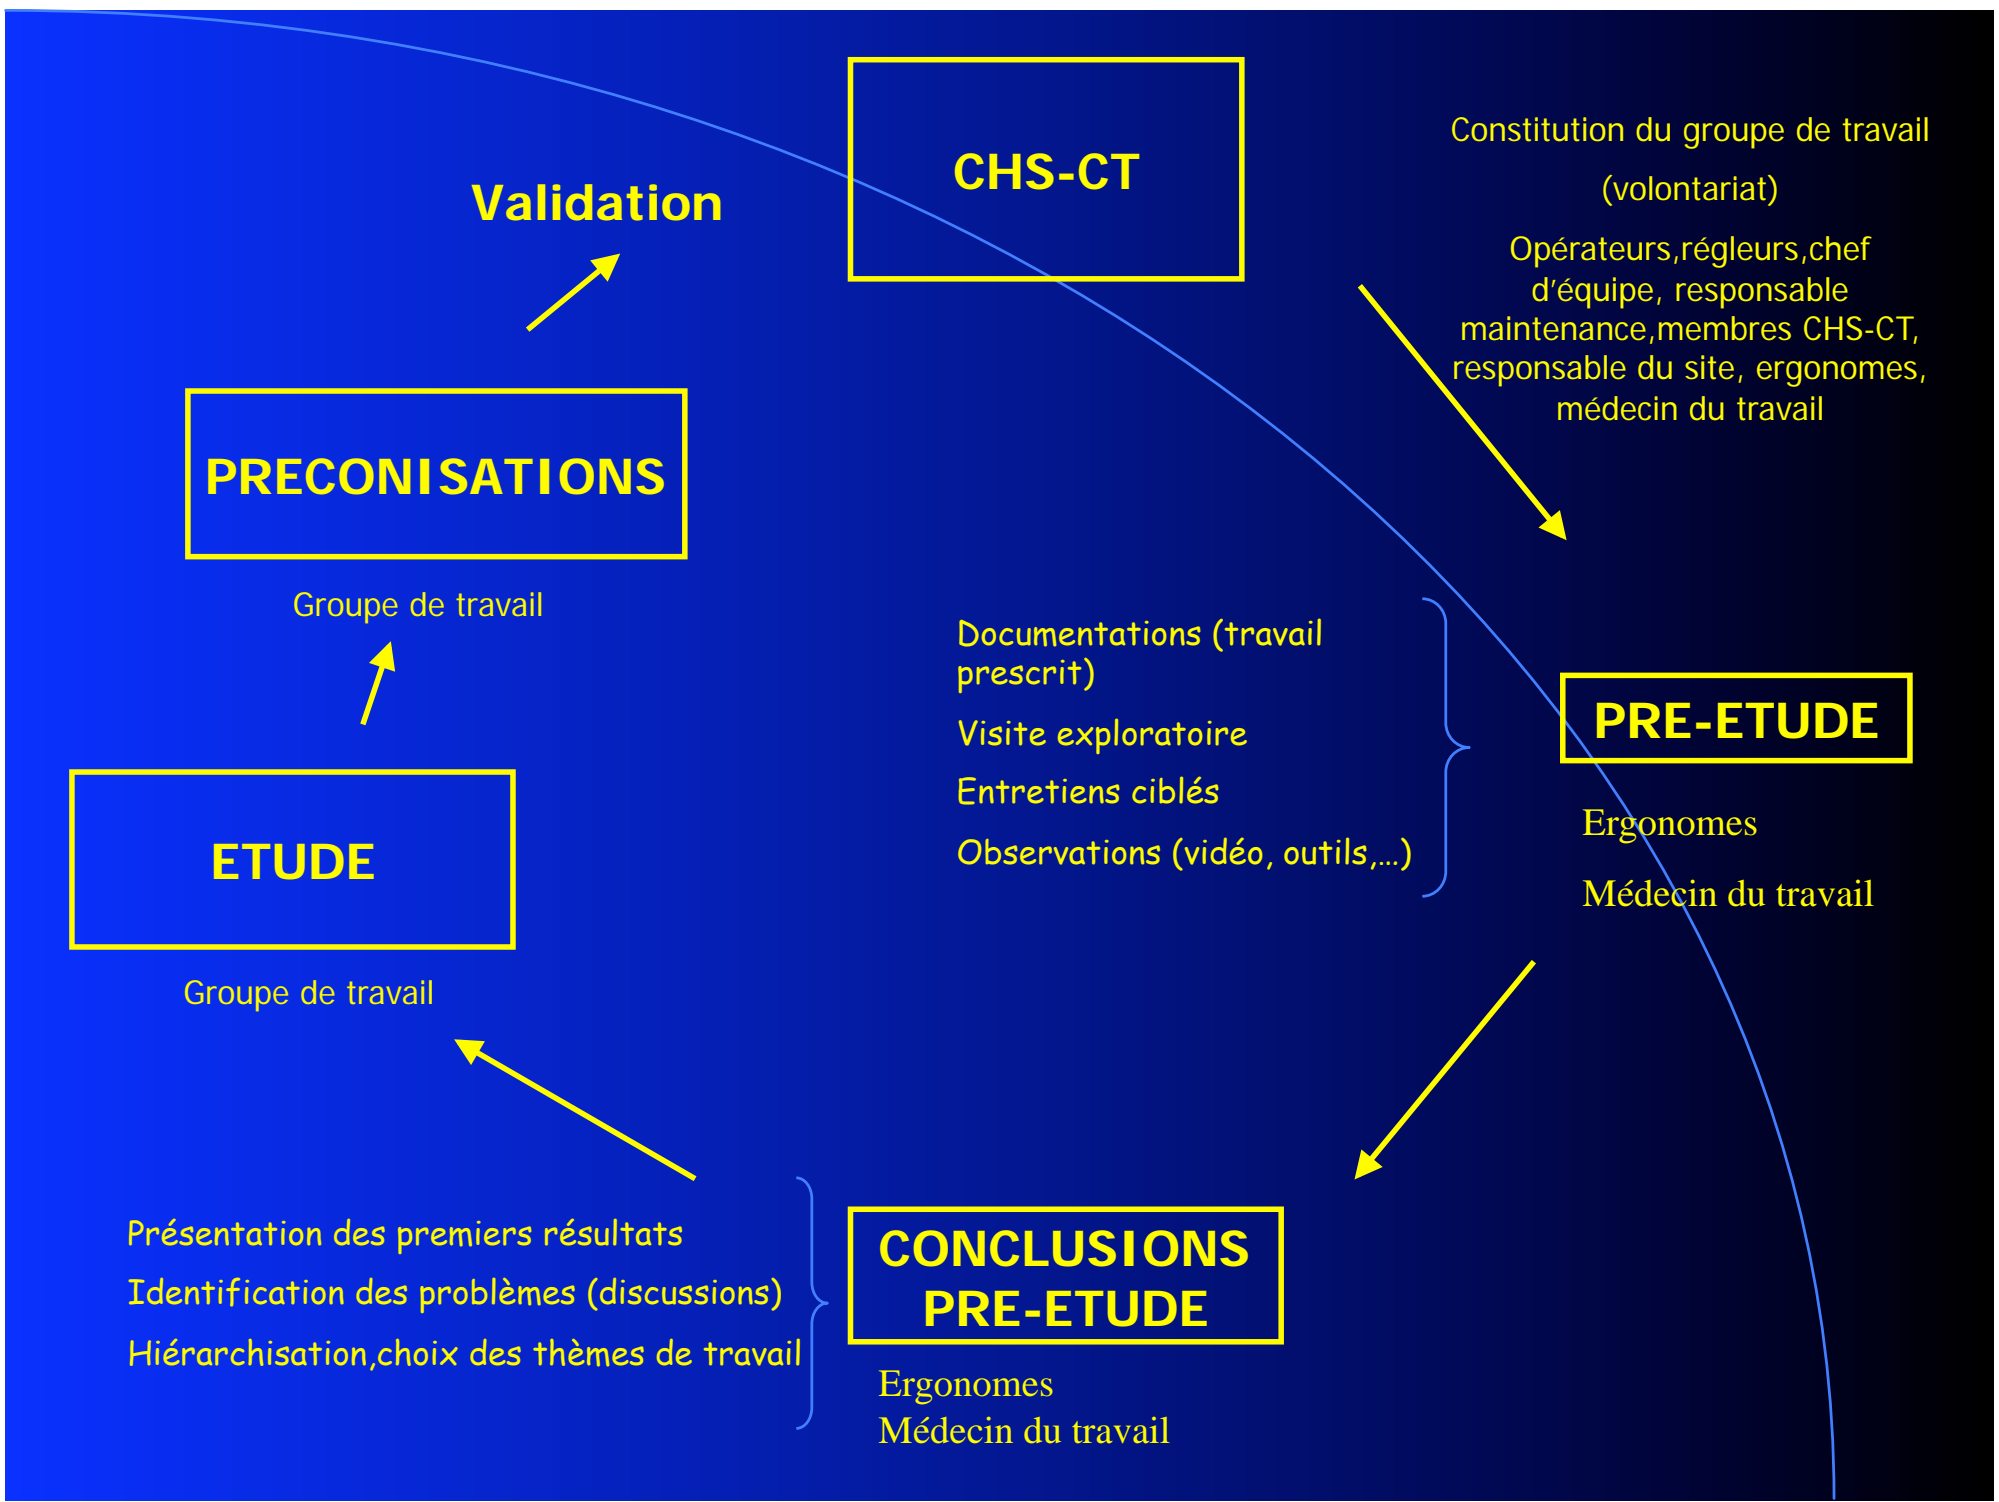 CHS-CT
Constitution du groupe de travail
(volontariat)
Opérateurs,régleurs,chef
d'équipe, responsable
maintenance,membres CHS-CT,
responsable du site, ergonomes,
médecin du travail
Validation
PRECONISATIONS
Groupe de travail
Documentations (travail
prescrit)
Visite exploratoire
Entretiens ciblés
Observations (vidéo, outils,...)
PRE-ETUDE
Ergonomes
Médecin du travail
ETUDE
Groupe de travail
Présentation des premiers résultats
Identification des problèmes (discussions)
Hiérarchisation,choix des thèmes de travail
CONCLUSIONS
PRE-ETUDE
Ergonomes
Médecin du travail